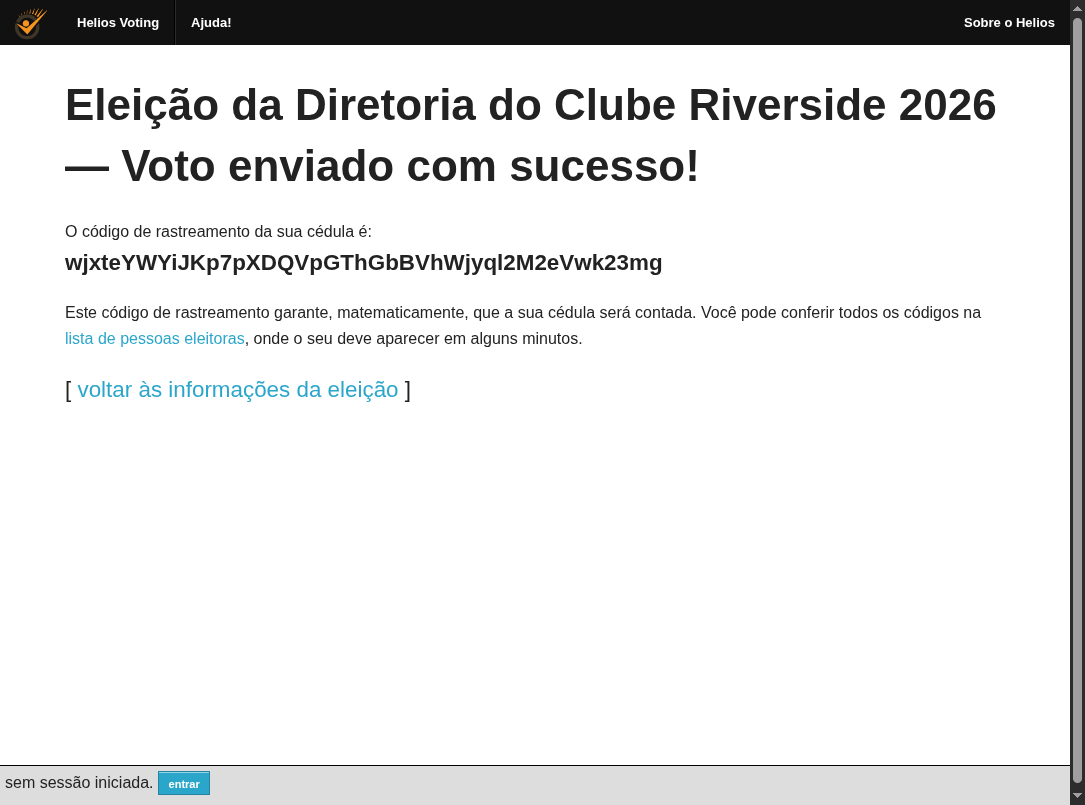 Helios Voting
Ajuda!
Sobre o Helios
Eleição da Diretoria do Clube Riverside 2026
— Voto enviado com sucesso!
O código de rastreamento da sua cédula é:
wjxteYWYiJKp7pXDQVpGThGbBVhWjyql2M2eVwk23mg
Este código de rastreamento garante, matematicamente, que a sua cédula será contada. Você pode conferir todos os códigos na
lista de pessoas eleitoras, onde o seu deve aparecer em alguns minutos.
[ voltar às informações da eleição ]
sem sessão iniciada. entrar